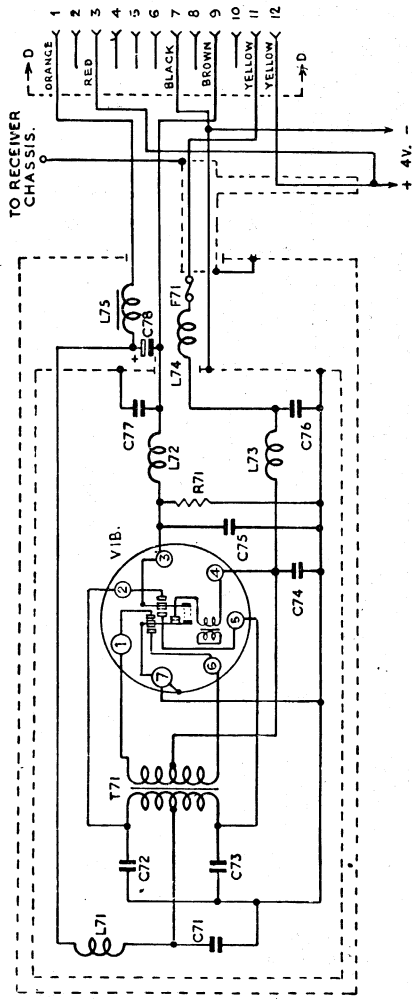 1 2 3 4 5 6 7 8 9 10 11 12
D
D
ORANGE
RED
BLACK
BROWN
YELLOW
YELLOW
TO RECEIVER
CHASSIS.
+ 4V. -
L75
+
C78
F71
L74
C77
L72
R71
L73
C76
C75
C74
VIB.
1
2
3
4
5
6
7
T71
C72
C73
L71
C71